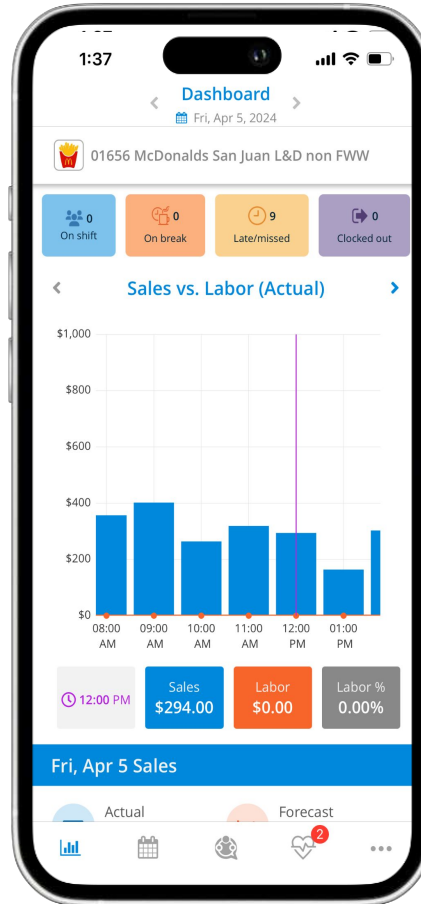 1:37
Dashboard
Fri, Apr 5, 2024
01656 McDonalds San Juan L&D non FWW
0
On shift
0
On break
9
Late/missed
0
Clocked out
Sales vs. Labor (Actual)
$1,000
$800
$600
$400
$200
$0
08:00 AM
09:00 AM
10:00 AM
11:00 AM
12:00 PM
01:00 PM
12:00 PM
Sales
$294.00
Labor
$0.00
Labor %
0.00%
Fri, Apr 5 Sales
Actual
Forecast
2